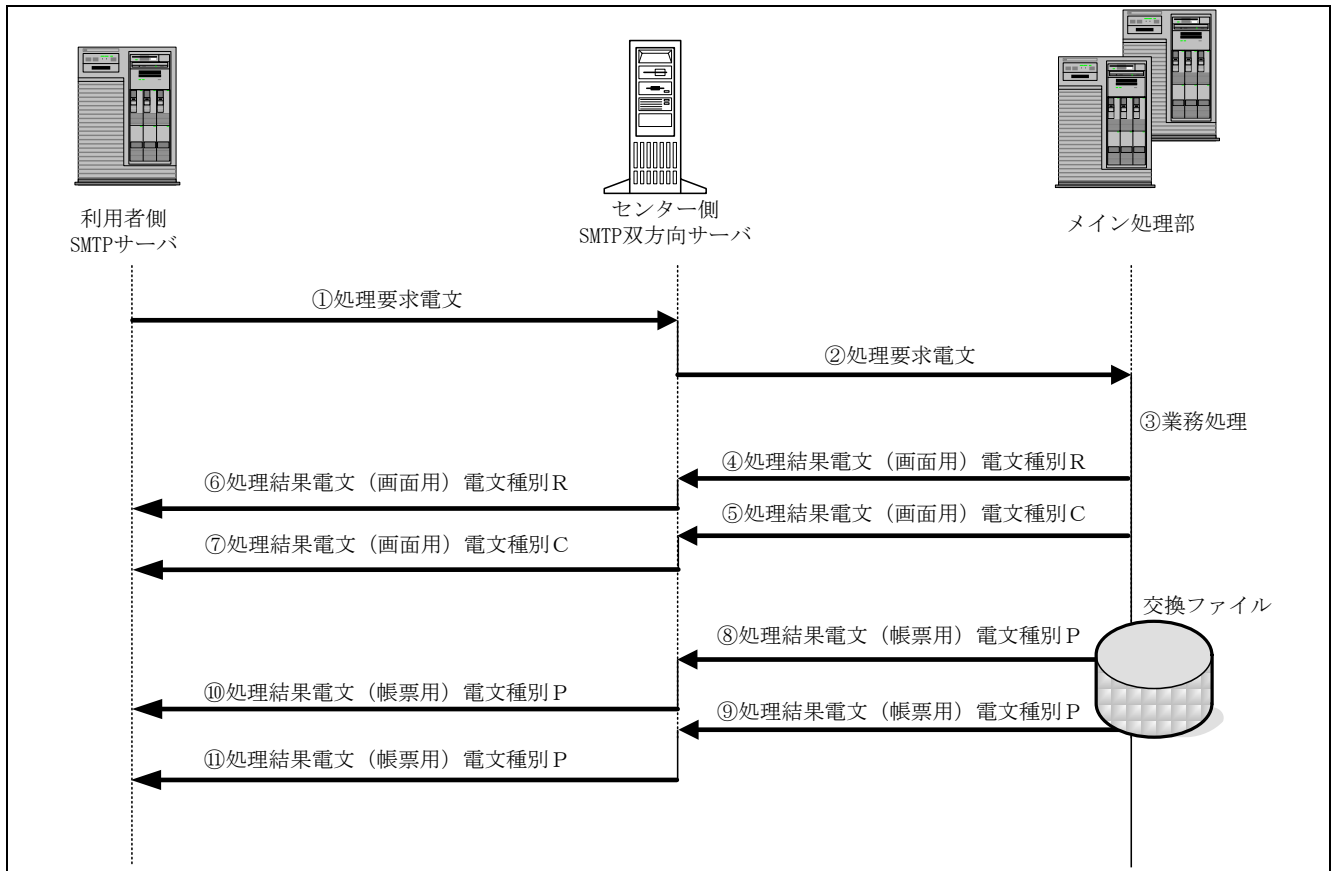 利用者側
SMTPサーバ
センター側
SMTP双方向サーバ
メイン処理部
①処理要求電文
②処理要求電文
③業務処理
④処理結果電文（画面用）電文種別R
⑥処理結果電文（画面用）電文種別R
⑤処理結果電文（画面用）電文種別C
⑦処理結果電文（画面用）電文種別C
交換ファイル
⑧処理結果電文（帳票用）電文種別P
⑩処理結果電文（帳票用）電文種別P
⑨処理結果電文（帳票用）電文種別P
⑪処理結果電文（帳票用）電文種別P